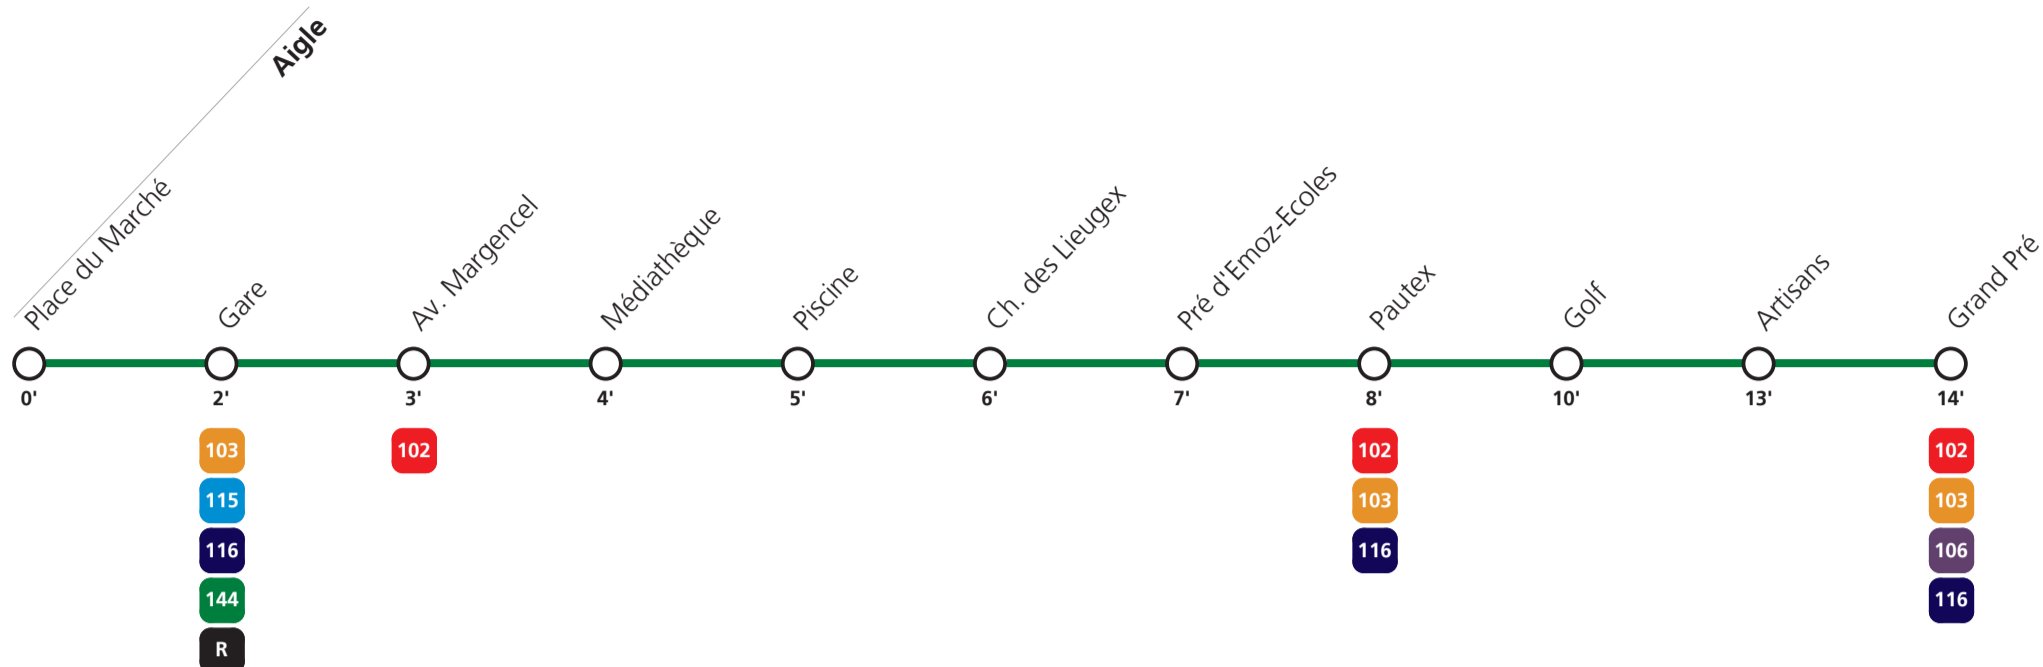 Aigle
Place du Marché
Gare
Av. Margencel
Médiathèque
Piscine
Ch. des Lieugex
Pré d'Emoz-Ecoles
Pautex
Golf
Artisans
Grand Pré
0'
2'
3'
4'
5'
6'
7'
8'
10'
13'
14'
103
115
116
144
R
102
102
103
116
102
103
106
116